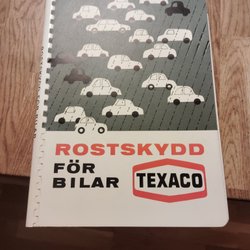 ROSTSKYDD
FÖR
BILAR
TEXACO